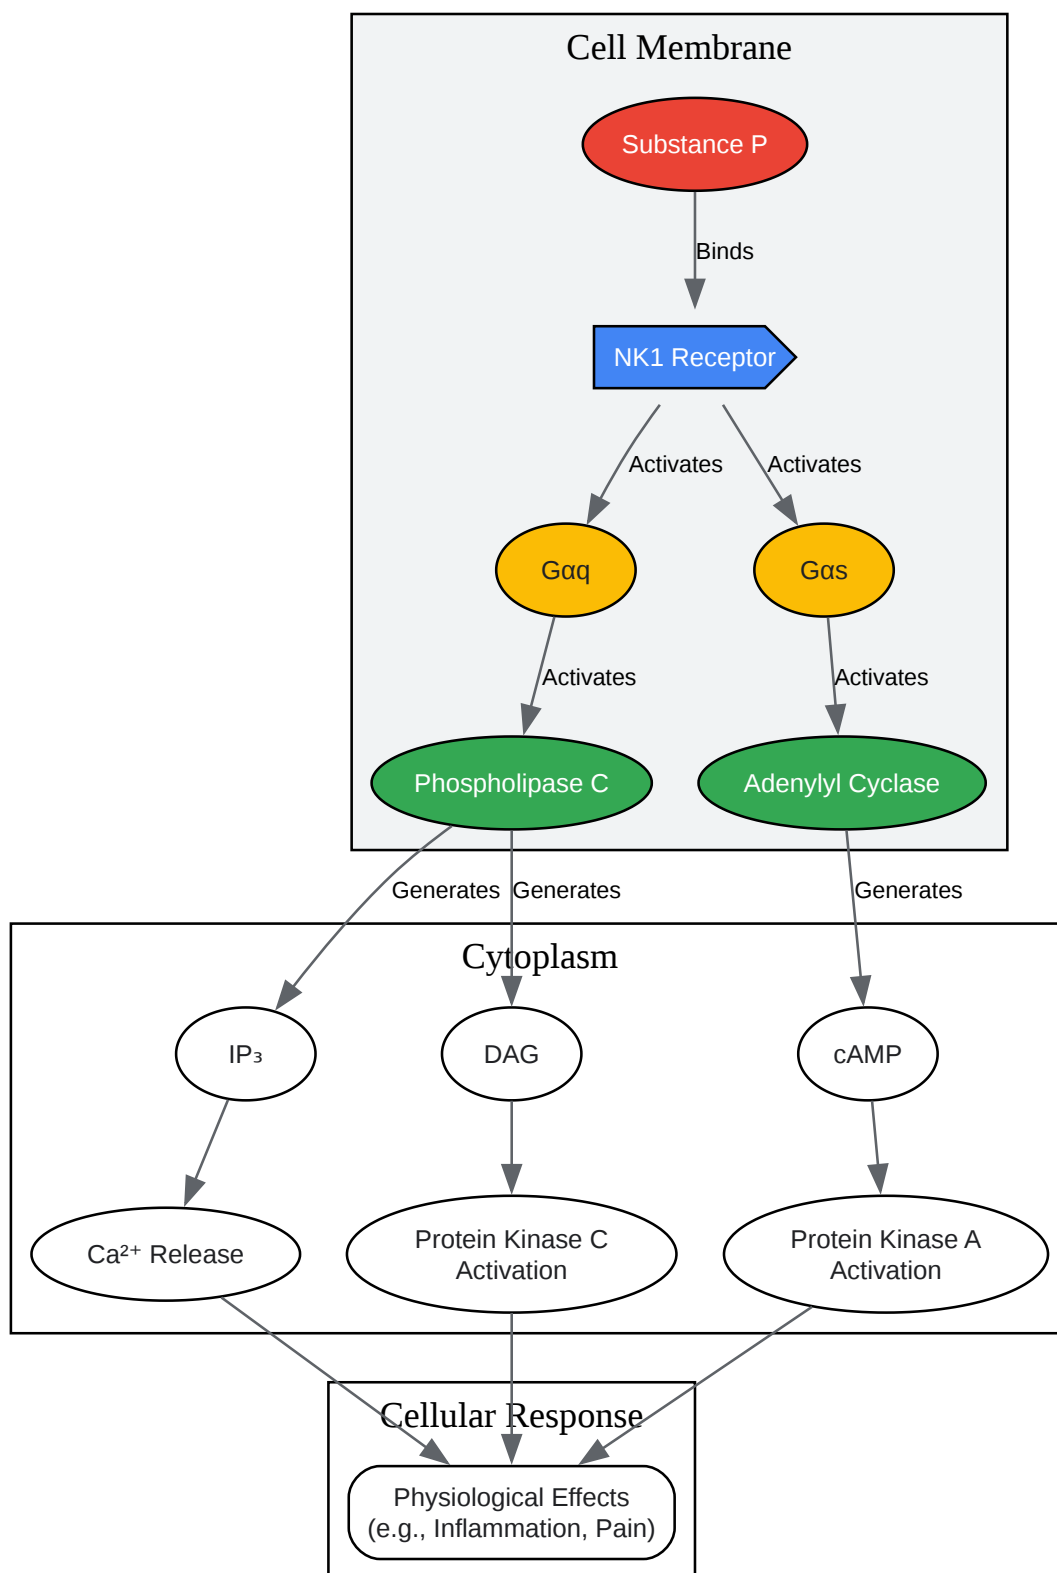 Cell Membrane
Substance P
Binds
NK1 Receptor
Activates
Activates
Gαq
Gαs
Activates
Activates
Phospholipase C
Adenylyl Cyclase
Generates
Generates
Generates
Cytoplasm
IP₃
DAG
cAMP
Ca²⁺ Release
Protein Kinase C
Activation
Protein Kinase A
Activation
Cellular Response
Physiological Effects
(e.g., Inflammation, Pain)